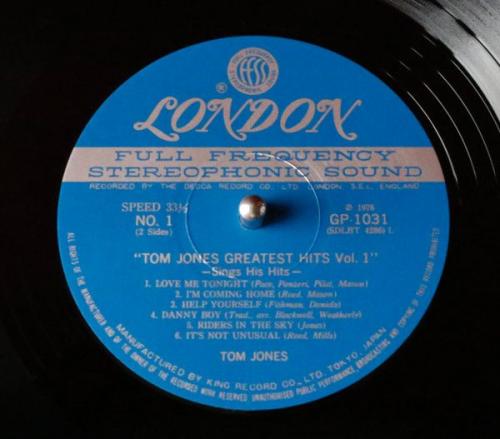 FULL FREQUENCY
FFSS
STEREOPHONIC SOUND
®
LONDON
FULL FREQUENCY
STEREOPHONIC SOUND
RECORDED BY THE DECCA RECORD CO., LTD. LONDON. S.E.I., ENGLAND
SPEED 33⅓
NO. 1
(2 Sides)
℗ 1976
GP-1031
(SDLBT 4286) 1.
"TOM JONES GREATEST HITS Vol. 1"
—Sings His Hits—
1. LOVE ME TONIGHT (Pace, Panzeri, Pilat, Mason)
2. I'M COMING HOME (Reed, Mason)
3. HELP YOURSELF (Fishman, Donida)
4. DANNY BOY (Trad., arr. Blackwell, Weatherly)
5. RIDERS IN THE SKY (Jones)
6. IT'S NOT UNUSUAL (Reed, Mills)
TOM JONES
MANUFACTURED BY KING RECORD CO., LTD. TOKYO, JAPAN
ALL RIGHTS OF THE MANUFACTURER AND OF THE OWNER OF THE RECORDED WORK RESERVED UNAUTHORISED PUBLIC PERFORMANCE, BROADCASTING AND COPYING OF THIS RECORD PROHIBITED